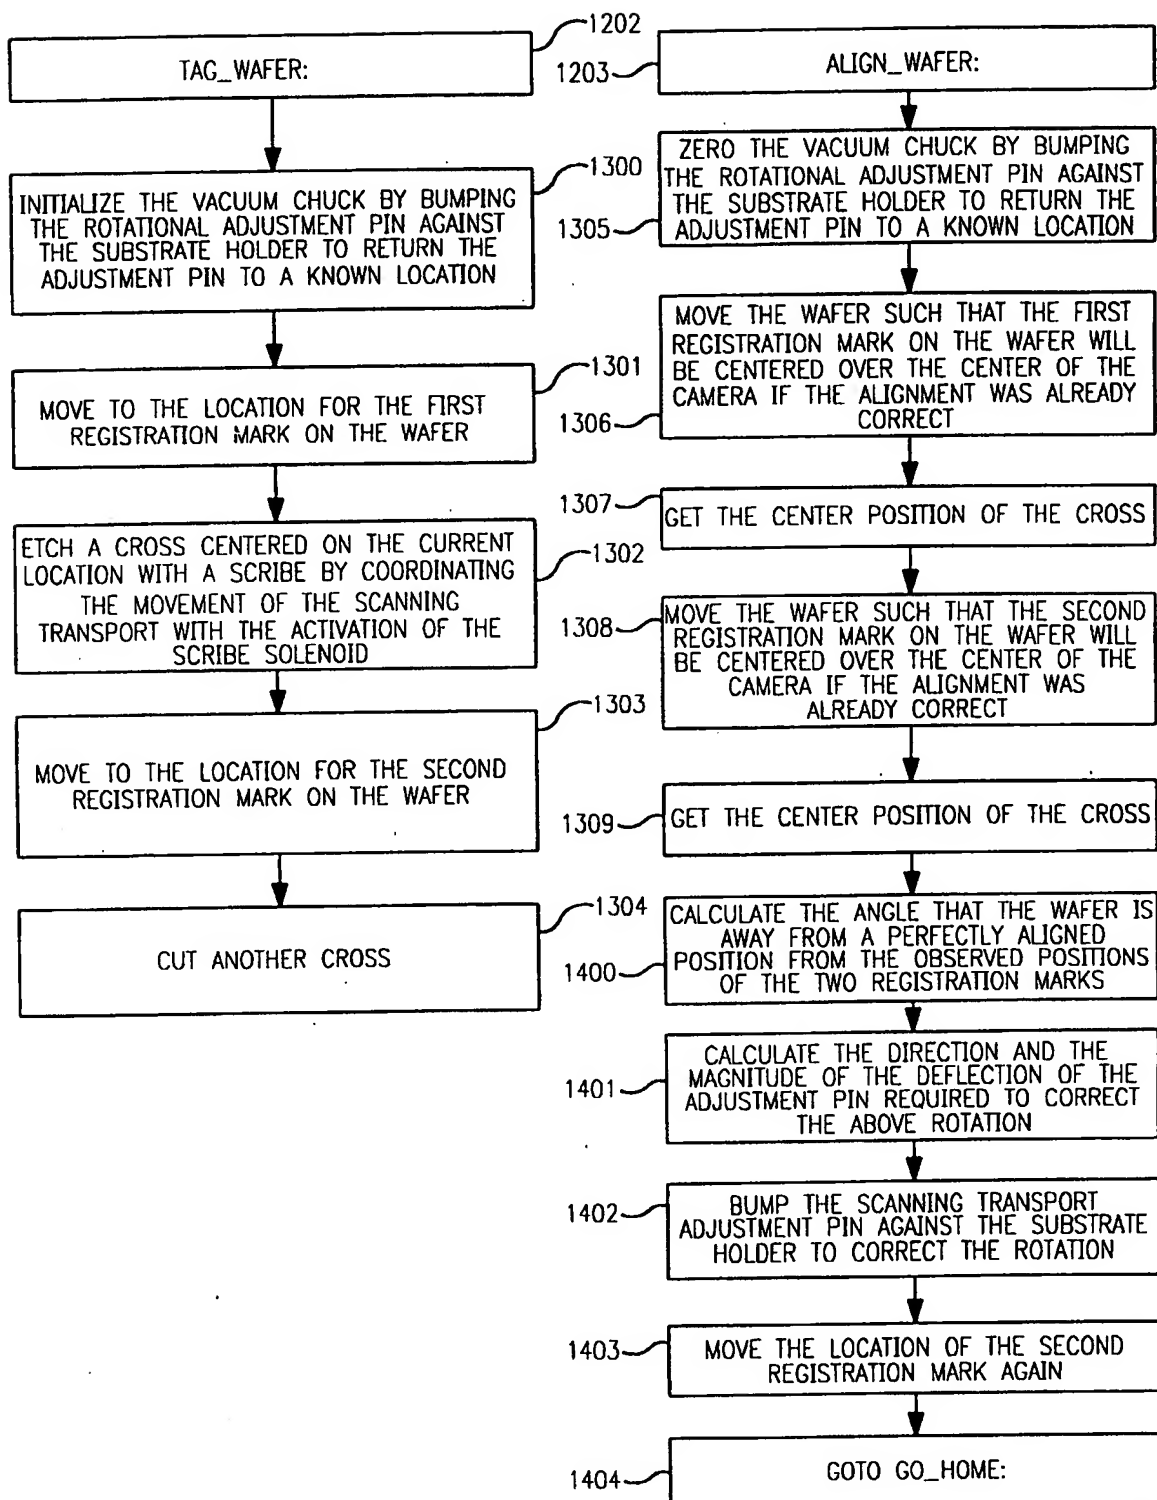 1202
TAG_WAFER:
1300
INITIALIZE THE VACUUM CHUCK BY BUMPING
THE ROTATIONAL ADJUSTMENT PIN AGAINST
THE SUBSTRATE HOLDER TO RETURN THE
ADJUSTMENT PIN TO A KNOWN LOCATION
1301
MOVE TO THE LOCATION FOR THE FIRST
REGISTRATION MARK ON THE WAFER
1302
ETCH A CROSS CENTERED ON THE CURRENT
LOCATION WITH A SCRIBE BY COORDINATING
THE MOVEMENT OF THE SCANNING
TRANSPORT WITH THE ACTIVATION OF THE
SCRIBE SOLENOID
1303
MOVE TO THE LOCATION FOR THE SECOND
REGISTRATION MARK ON THE WAFER
1304
CUT ANOTHER CROSS
1203
ALIGN_WAFER:
ZERO THE VACUUM CHUCK BY BUMPING
THE ROTATIONAL ADJUSTMENT PIN AGAINST
THE SUBSTRATE HOLDER TO RETURN THE
ADJUSTMENT PIN TO A KNOWN LOCATION
1305
MOVE THE WAFER SUCH THAT THE FIRST
REGISTRATION MARK ON THE WAFER WILL
BE CENTERED OVER THE CENTER OF THE
CAMERA IF THE ALIGNMENT WAS ALREADY
CORRECT
1306
1307
GET THE CENTER POSITION OF THE CROSS
1308
MOVE THE WAFER SUCH THAT THE SECOND
REGISTRATION MARK ON THE WAFER WILL
BE CENTERED OVER THE CENTER OF THE
CAMERA IF THE ALIGNMENT WAS
ALREADY CORRECT
1309
GET THE CENTER POSITION OF THE CROSS
CALCULATE THE ANGLE THAT THE WAFER IS
AWAY FROM A PERFECTLY ALIGNED
POSITION FROM THE OBSERVED POSITIONS
OF THE TWO REGISTRATION MARKS
1400
CALCULATE THE DIRECTION AND THE
MAGNITUDE OF THE DEFLECTION OF THE
ADJUSTMENT PIN REQUIRED TO CORRECT
THE ABOVE ROTATION
1401
BUMP THE SCANNING TRANSPORT
ADJUSTMENT PIN AGAINST THE SUBSTRATE
HOLDER TO CORRECT THE ROTATION
1402
1403
MOVE THE LOCATION OF THE SECOND
REGISTRATION MARK AGAIN
1404
GOTO GO_HOME: